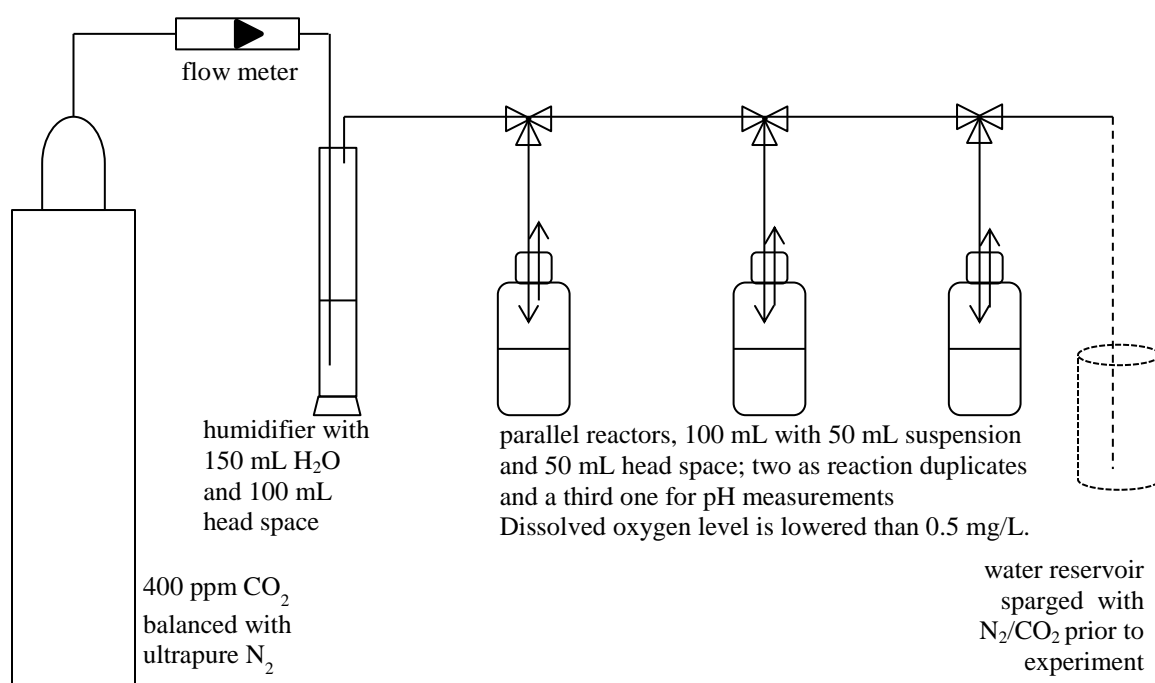 flow meter
humidifier with
150 mL H₂O
and 100 mL
head space
parallel reactors, 100 mL with 50 mL suspension
and 50 mL head space; two as reaction duplicates
and a third one for pH measurements
Dissolved oxygen level is lowered than 0.5 mg/L.
400 ppm CO₂
balanced with
ultrapure N₂
water reservoir
sparged with
N₂/CO₂ prior to
experiment